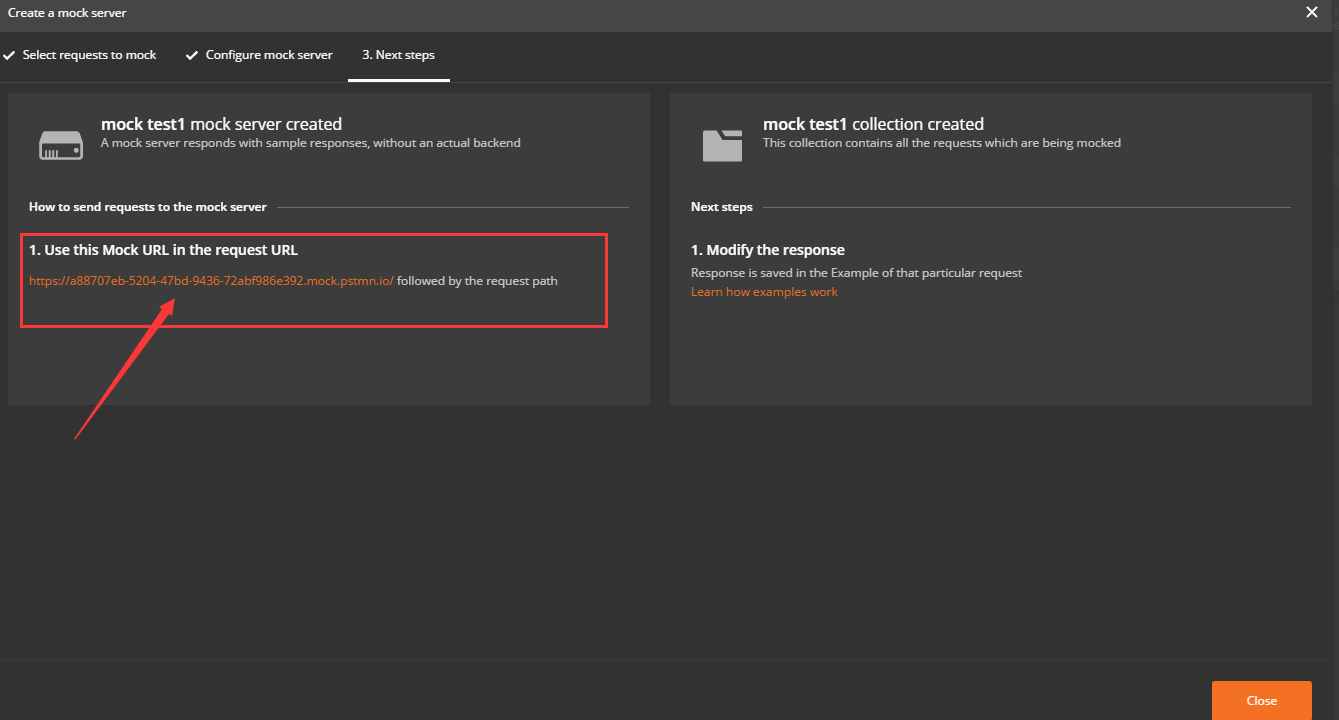 Create a mock server
Select requests to mock
Configure mock server
3. Next steps
mock test1 mock server created
A mock server responds with sample responses, without an actual backend
How to send requests to the mock server
1. Use this Mock URL in the request URL
https://a88707eb-5204-47bd-9436-72abf986e392.mock.pstmn.io/ followed by the request path
mock test1 collection created
This collection contains all the requests which are being mocked
Next steps
1. Modify the response
Response is saved in the Example of that particular request
Learn how examples work
Close